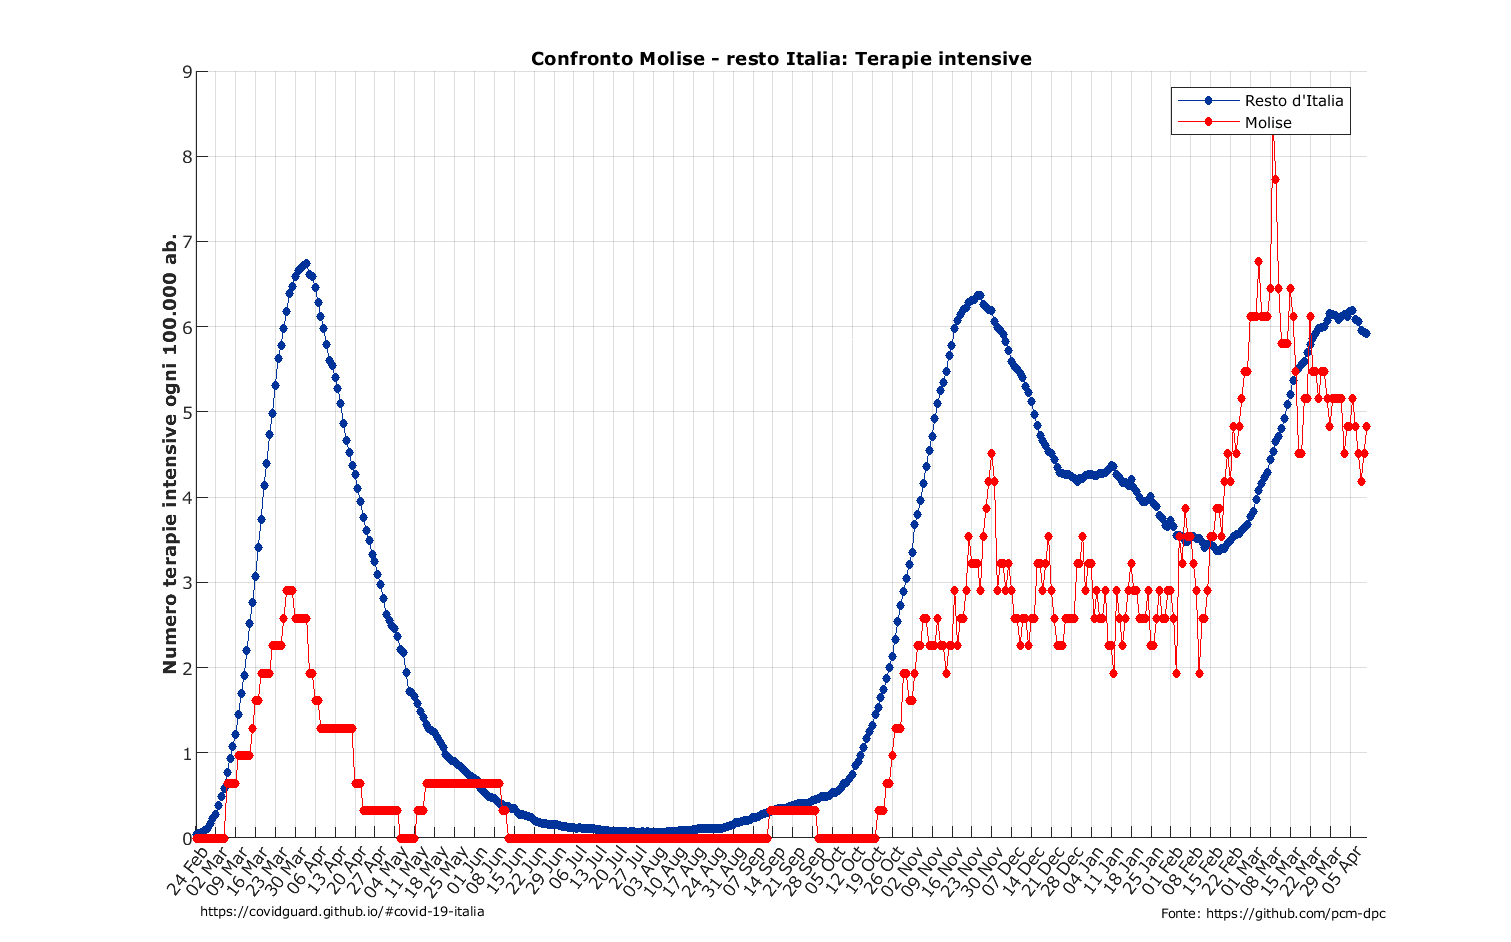 Confronto Molise - resto Italia: Terapie intensive
Numero terapie intensive ogni 100.000 ab.
9
8
7
6
5
4
3
2
1
0
Resto d'Italia
Molise
24 Feb
02 Mar
09 Mar
16 Mar
23 Mar
30 Mar
06 Apr
13 Apr
20 Apr
27 Apr
04 May
11 May
18 May
25 May
01 Jun
08 Jun
15 Jun
22 Jun
29 Jun
06 Jul
13 Jul
20 Jul
27 Jul
03 Aug
10 Aug
17 Aug
24 Aug
31 Aug
07 Sep
14 Sep
21 Sep
28 Sep
05 Oct
12 Oct
19 Oct
26 Oct
02 Nov
09 Nov
16 Nov
23 Nov
30 Nov
07 Dec
14 Dec
21 Dec
28 Dec
04 Jan
11 Jan
18 Jan
25 Jan
01 Feb
08 Feb
15 Feb
22 Feb
01 Mar
08 Mar
15 Mar
22 Mar
29 Mar
05 Apr
https://covidguard.github.io/#covid-19-italia
Fonte: https://github.com/pcm-dpc